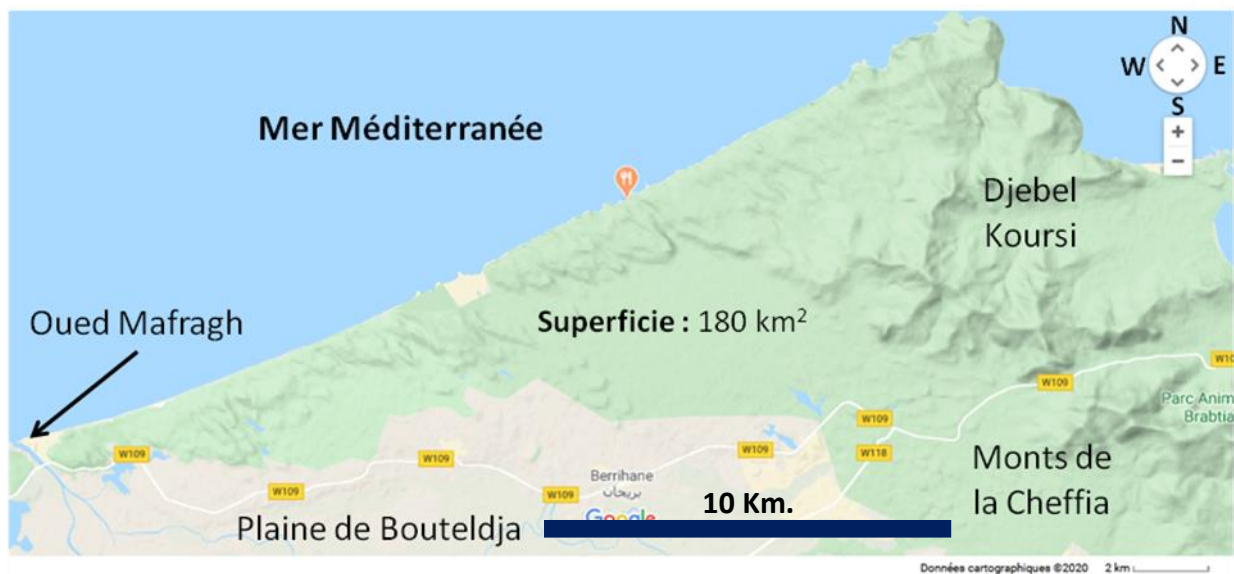 N
W E
S
+
−
Mer Méditerranée
Djebel
Koursi
Oued Mafragh
Superficie : 180 km²
W109
Parc Anim
Brabtia
W109
W109
W118
W109
W109
W109
W109
Berrihane
بريحان
Monts de
la Cheffia
10 Km.
Google
Plaine de Bouteldja
Données cartographiques ©2020 2 km